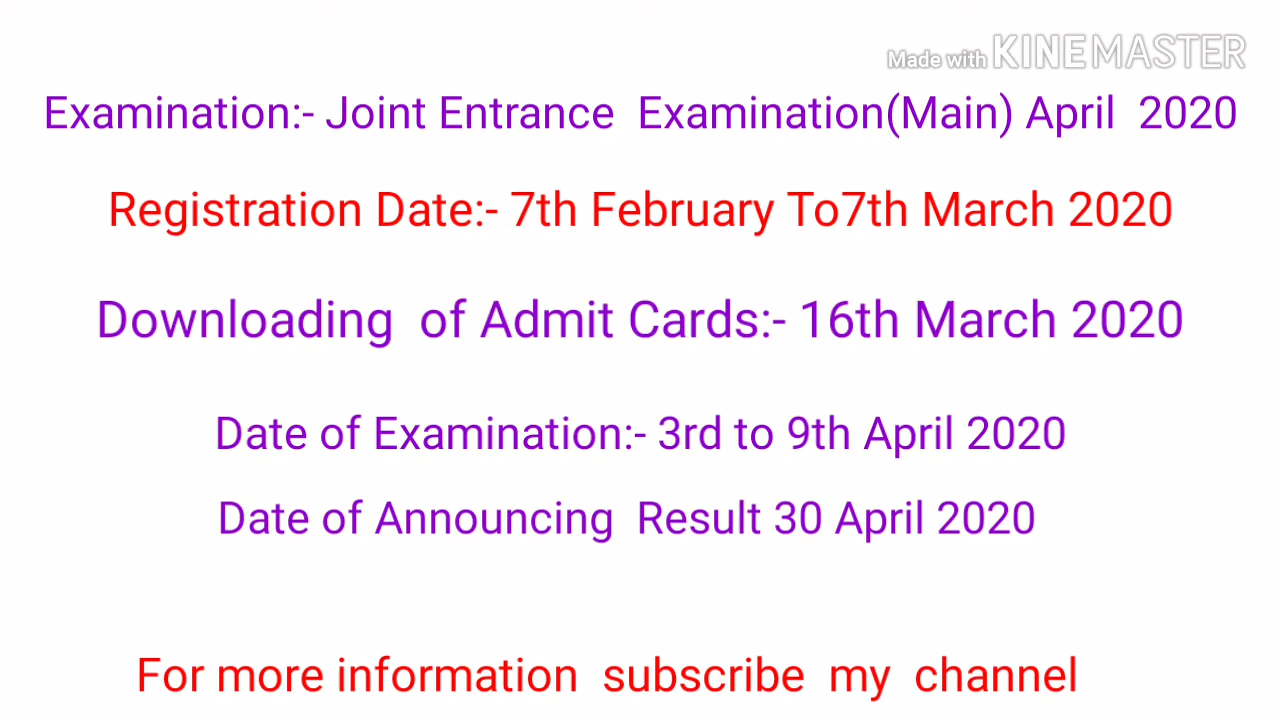 Made with KINEMASTER
Examination:- Joint Entrance Examination(Main) April 2020
Registration Date:- 7th February To7th March 2020
Downloading of Admit Cards:- 16th March 2020
Date of Examination:- 3rd to 9th April 2020
Date of Announcing Result 30 April 2020
For more information subscribe my channel